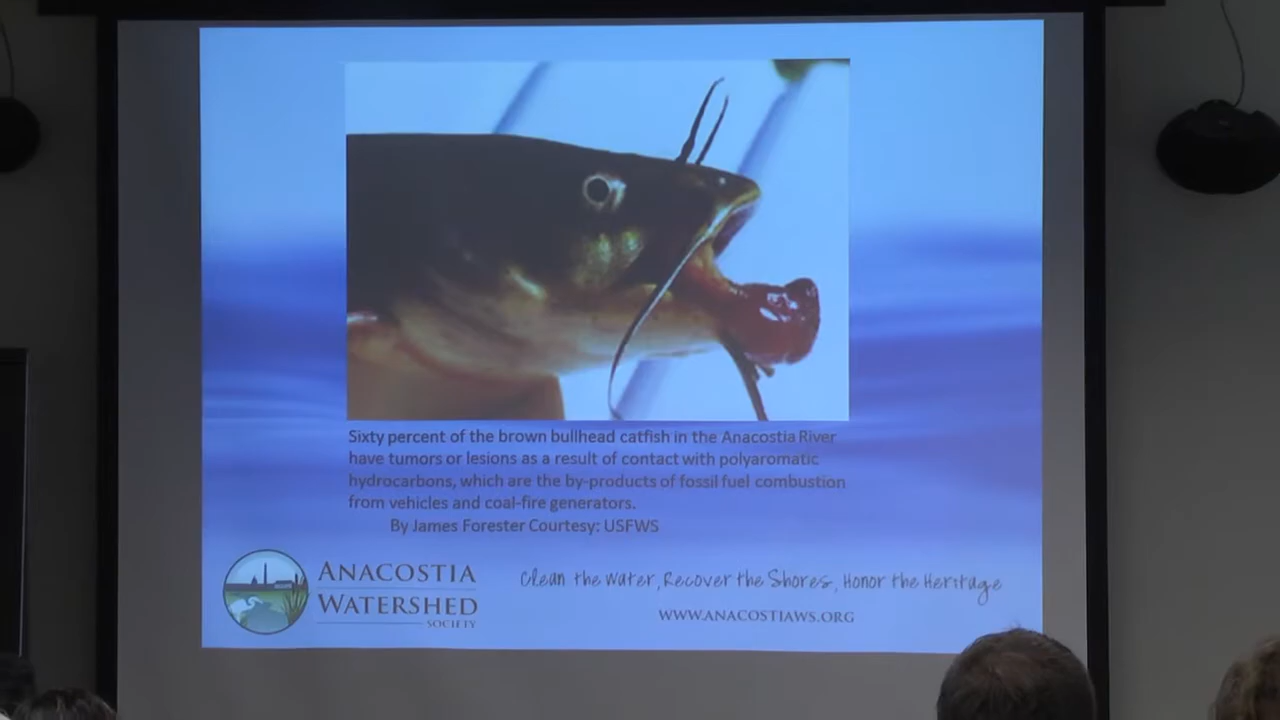 Sixty percent of the brown bullhead catfish in the Anacostia River
have tumors or lesions as a result of contact with polyaromatic
hydrocarbons, which are the by-products of fossil fuel combustion
from vehicles and coal-fire generators.
By James Forester Courtesy: USFWS
ANACOSTIA
WATERSHED
SOCIETY
Clean the Water, Recover the Shores, Honor the Heritage
WWW.ANACOSTIAWS.ORG